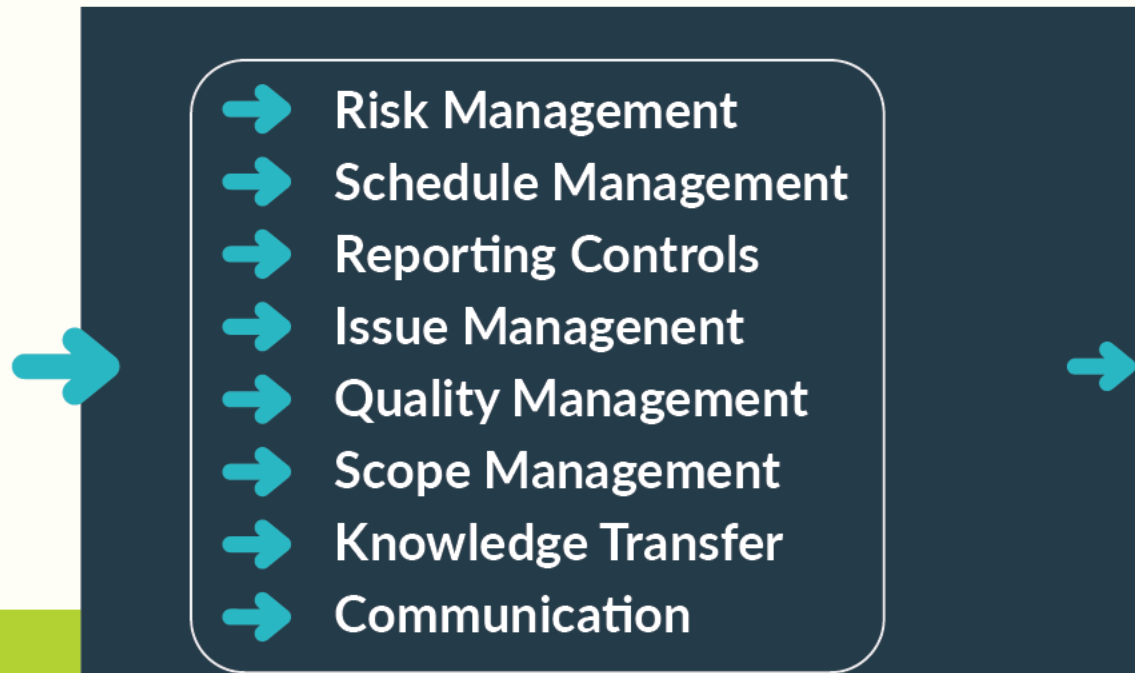 Risk Management
Schedule Management
Reporting Controls
Issue Managenent
Quality Management
Scope Management
Knowledge Transfer
Communication